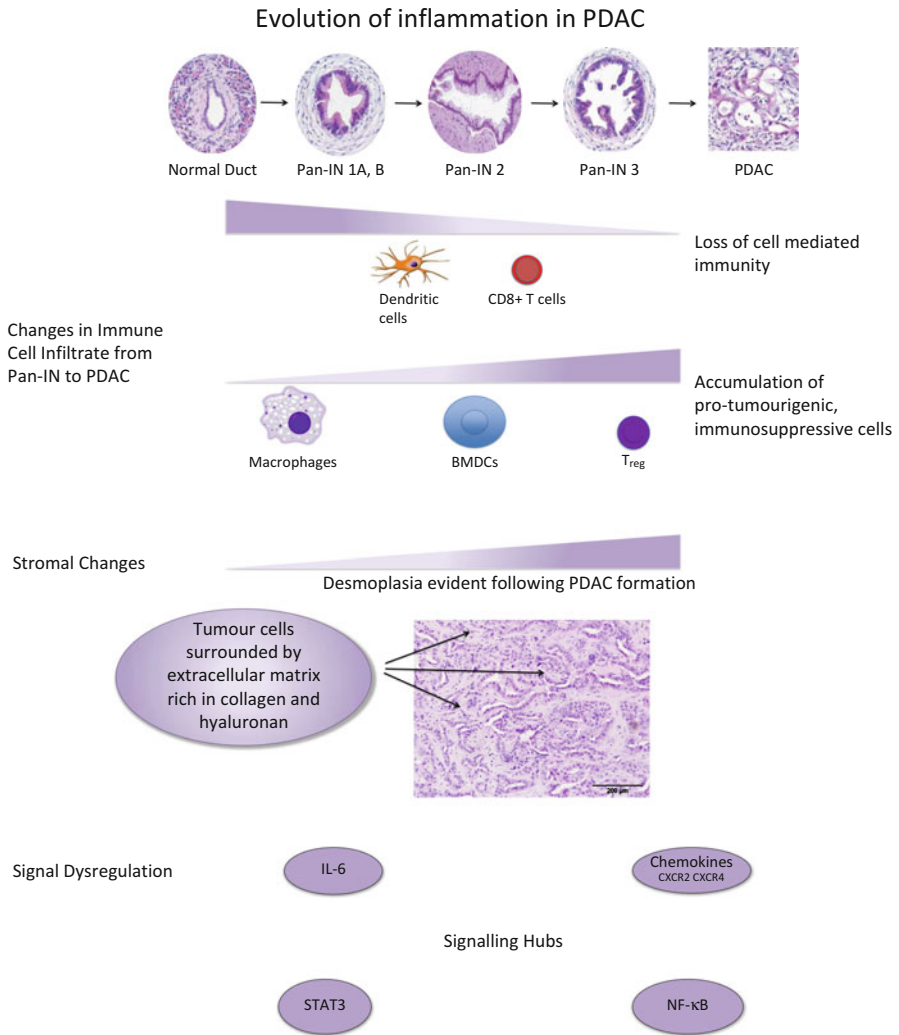 Evolution of inflammation in PDAC
Normal Duct
Pan-IN 1A, B
Pan-IN 2
Pan-IN 3
PDAC
Loss of cell mediated
immunity
Dendritic
cells
CD8+ T cells
Changes in Immune
Cell Infiltrate from
Pan-IN to PDAC
Accumulation of
pro-tumourigenic,
immunosuppressive cells
Macrophages
BMDCs
Treg
Stromal Changes
Desmoplasia evident following PDAC formation
Tumour cells
surrounded by
extracellular matrix
rich in collagen and
hyaluronan
200 µm
Signal Dysregulation
IL-6
Chemokines
CXCR2 CXCR4
Signalling Hubs
STAT3
NF-κB